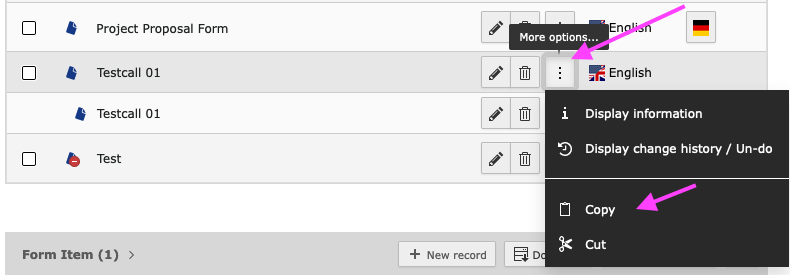 Project Proposal Form
English
More options...
Testcall 01
English
Testcall 01
Display information
Display change history / Un-do
Test
Copy
Cut
Form Item (1)
+ New record
Do